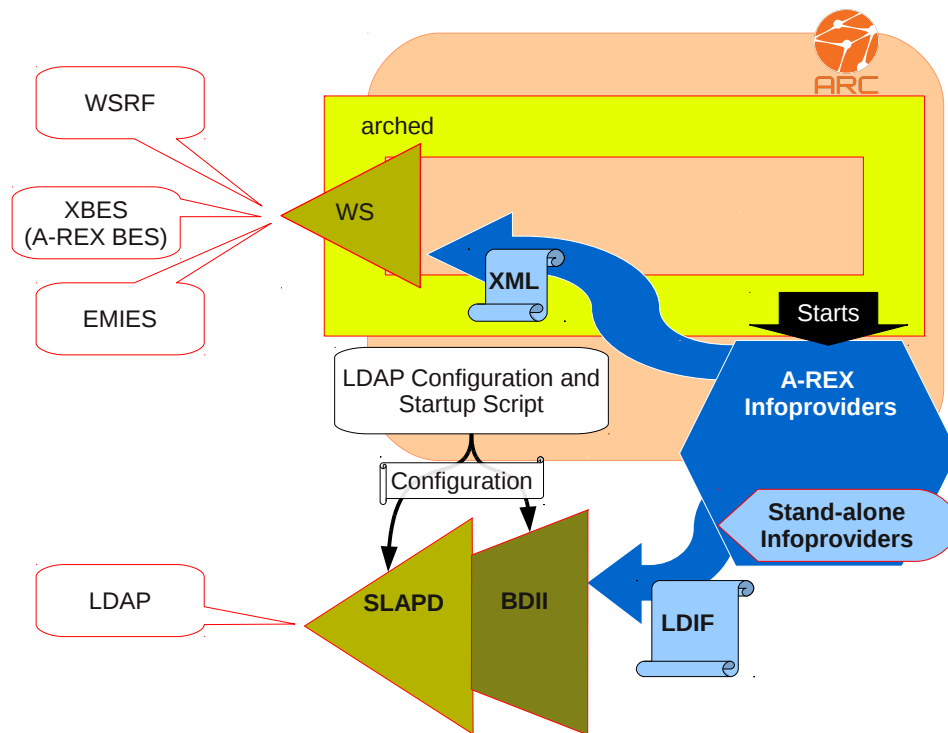 ARC
WSRF
arched
XBES
(A-REX BES)
WS
EMIES
XML
Starts
LDAP Configuration and
Startup Script
A-REX
Infoproviders
Configuration
Stand-alone
Infoproviders
LDAP
SLAPD
BDII
LDIF